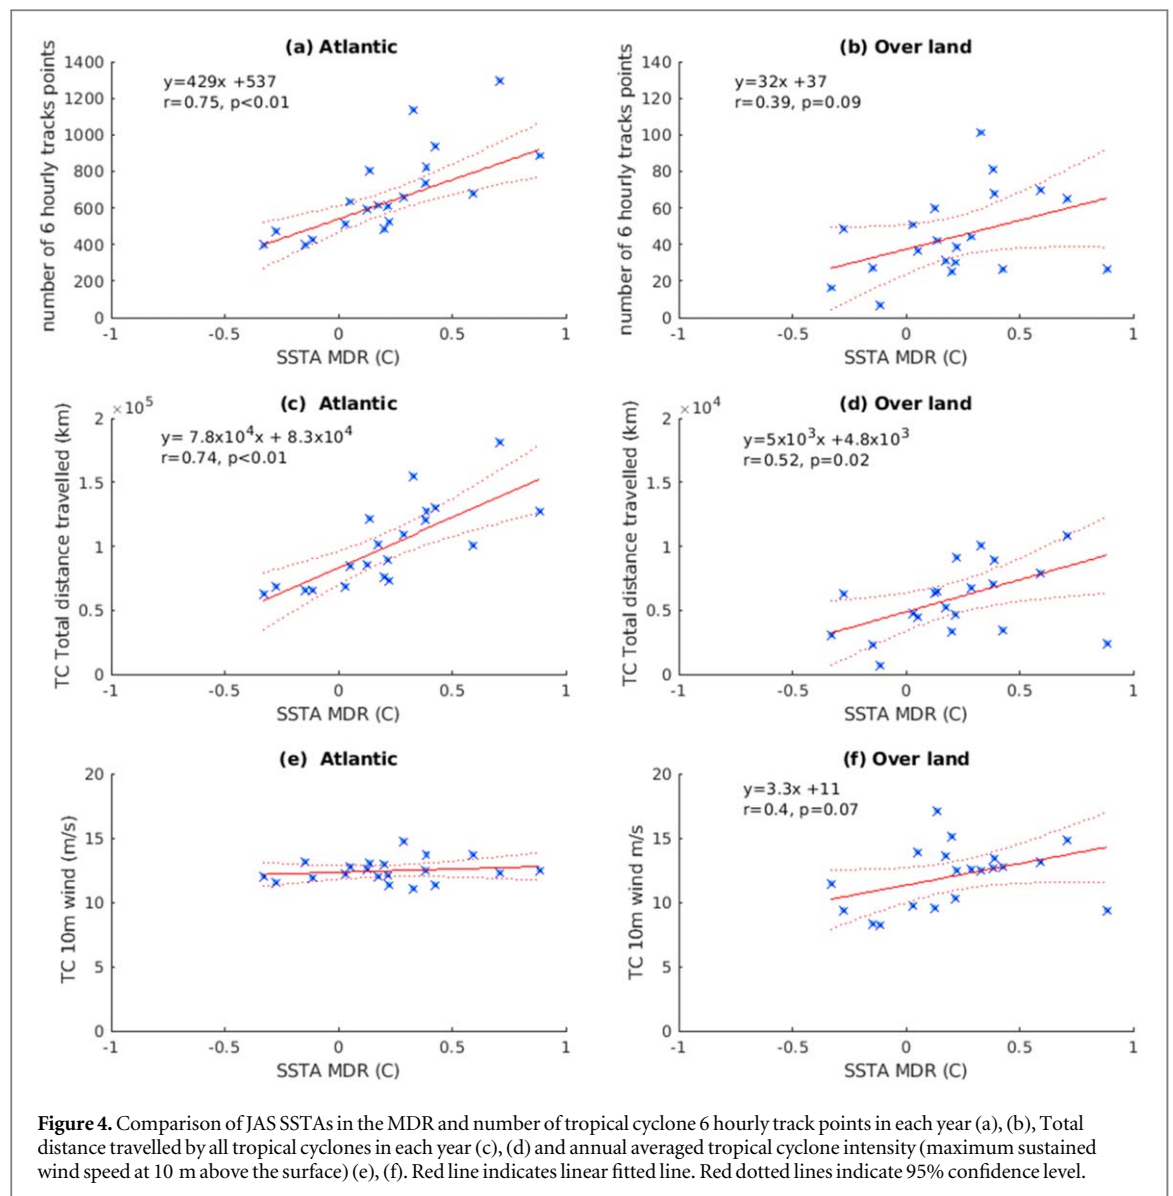 (a) Atlantic
number of 6 hourly tracks points
y=429x +537
r=0.75, p<0.01
1400
1200
1000
800
600
400
200
0
-1
-0.5
0
0.5
1
SSTA MDR (C)
(b) Over land
number of 6 hourly tracks points
y=32x +37
r=0.39, p=0.09
140
120
100
80
60
40
20
0
-1
-0.5
0
0.5
1
SSTA MDR (C)
(c) Atlantic
TC Total distance travelled (km)
×10^5
y= 7.8x10^4x + 8.3x10^4
r=0.74, p<0.01
2
1.5
1
0.5
0
-1
-0.5
0
0.5
1
SSTA MDR (C)
(d) Over land
TC Total distance travelled (km)
×10^4
y=5x10^3x +4.8x10^3
r=0.52, p=0.02
2
1.5
1
0.5
0
-1
-0.5
0
0.5
1
SSTA MDR (C)
(e) Atlantic
TC 10m wind (m/s)
20
15
10
5
0
-1
-0.5
0
0.5
1
SSTA MDR (C)
(f) Over land
TC 10m wind m/s
y=3.3x +11
r=0.4, p=0.07
20
15
10
5
0
-1
-0.5
0
0.5
1
SSTA MDR (C)
Figure 4. Comparison of JAS SSTAs in the MDR and number of tropical cyclone 6 hourly track points in each year (a), (b), Total
distance travelled by all tropical cyclones in each year (c), (d) and annual averaged tropical cyclone intensity (maximum sustained
wind speed at 10 m above the surface) (e), (f). Red line indicates linear fitted line. Red dotted lines indicate 95% confidence level.